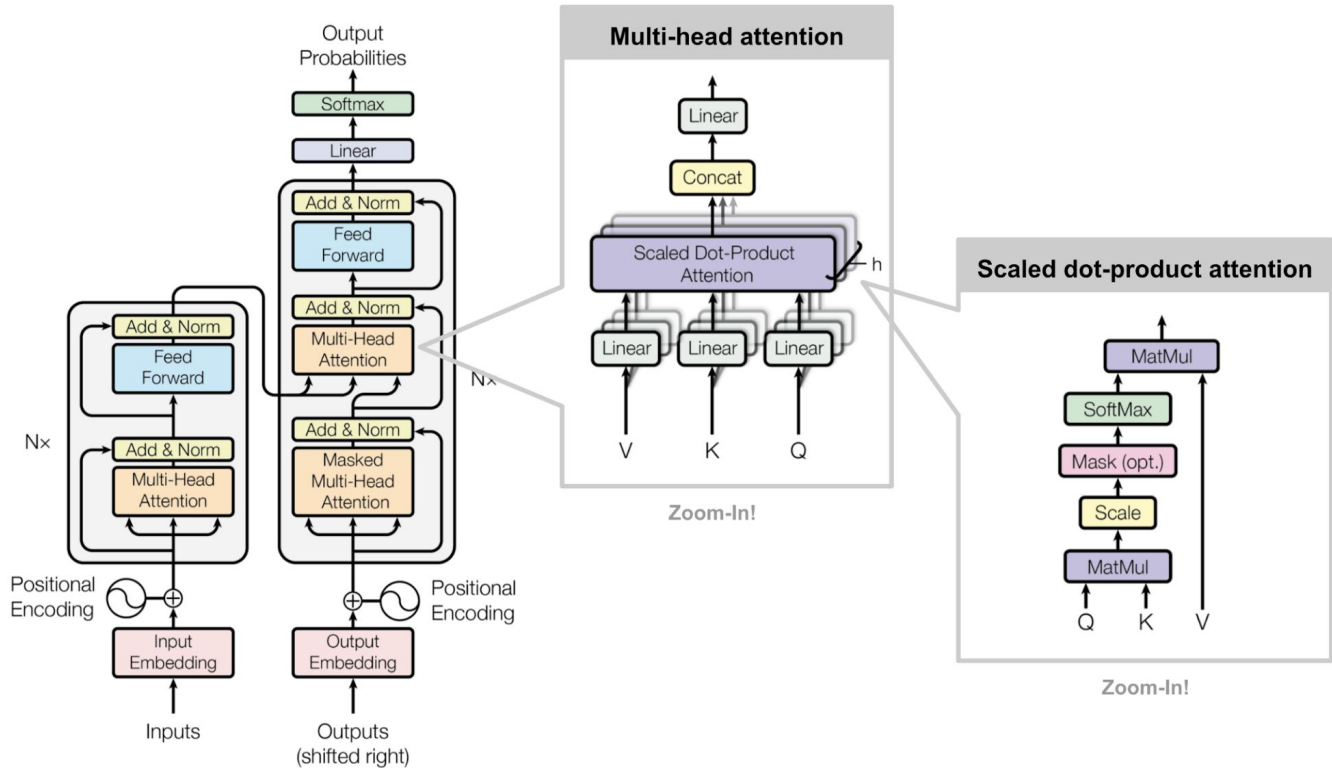 Output
Probabilities
Softmax
Linear
Add & Norm
Feed
Forward
Add & Norm
Multi-Head
Attention
Nx
Add & Norm
Masked
Multi-Head
Attention
Positional
Encoding
Output
Embedding
Outputs
(shifted right)
Add & Norm
Feed
Forward
Nx
Add & Norm
Multi-Head
Attention
Positional
Encoding
Input
Embedding
Inputs
Multi-head attention
Linear
Concat
Scaled Dot-Product
Attention
h
Linear
Linear
Linear
V
K
Q
Zoom-In!
Scaled dot-product attention
MatMul
SoftMax
Mask (opt.)
Scale
MatMul
Q
K
V
Zoom-In!